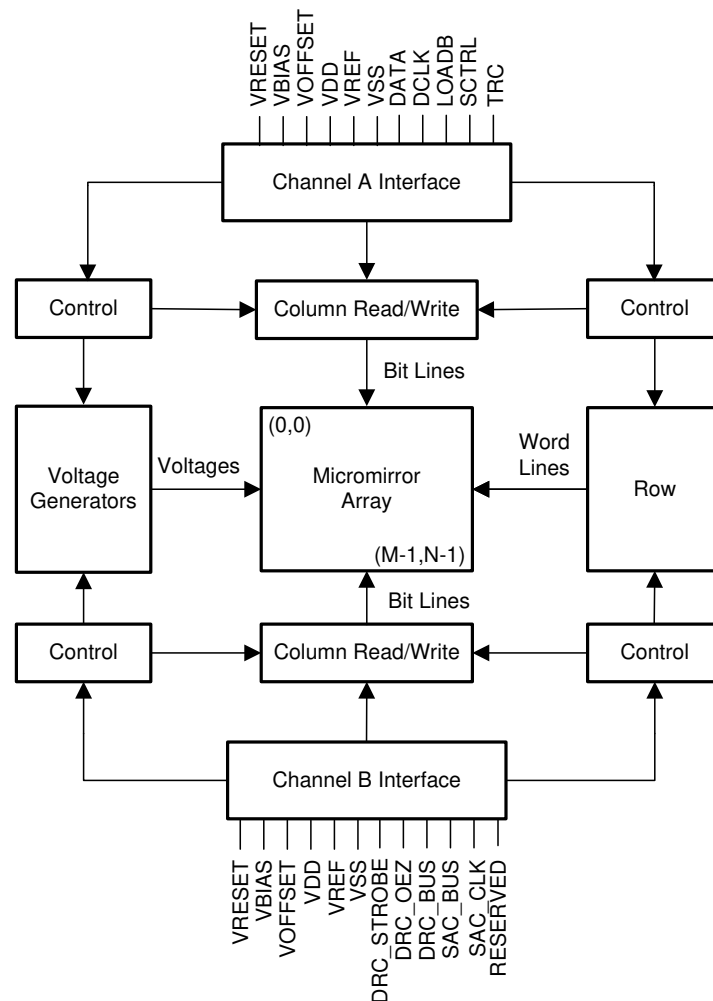 VRESET
VBIAS
VOFFSET
VDD
VREF
VSS
DATA
DCLK
LOADB
SCTRL
TRC
Channel A Interface
Control
Column Read/Write
Control
Bit Lines
(0,0)
Voltage
Generators
Voltages
Micromirror
Array
Word
Lines
Row
(M-1,N-1)
Bit Lines
Control
Column Read/Write
Control
Channel B Interface
VRESET
VBIAS
VOFFSET
VDD
VREF
VSS
DRC_STROBE
DRC_OEZ
DRC_BUS
SAC_BUS
SAC_CLK
RESERVED